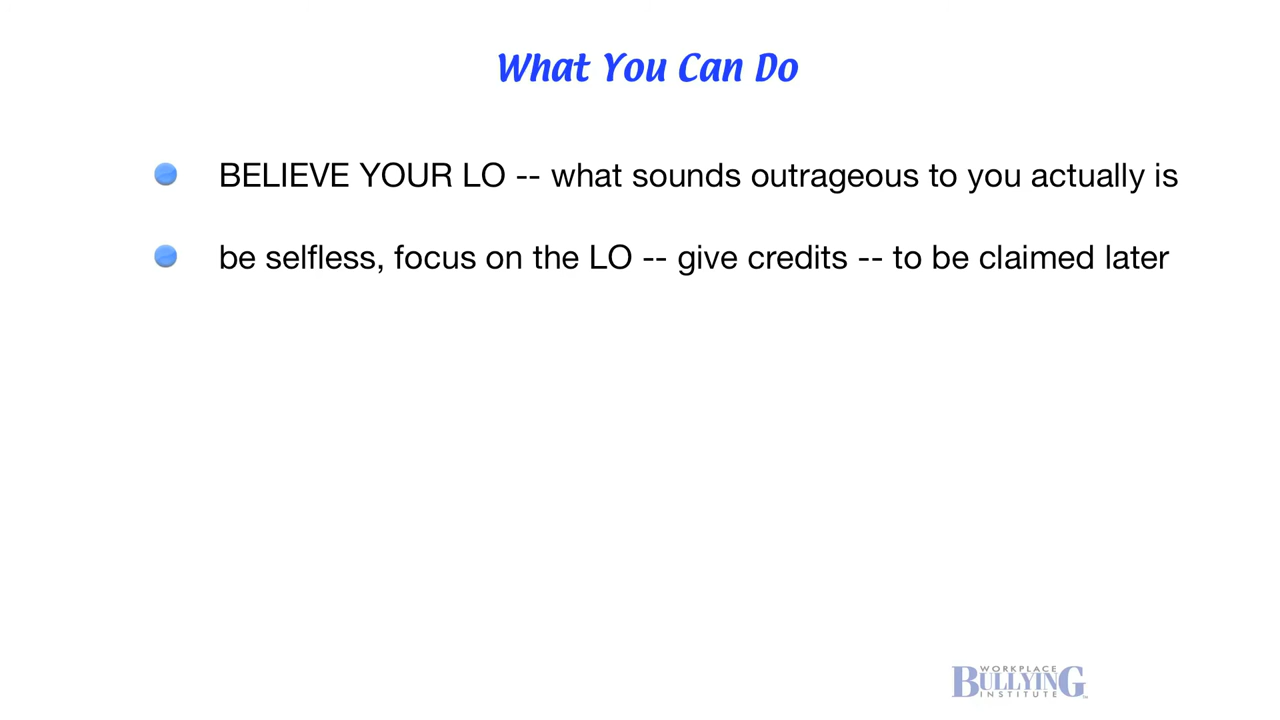 What You Can Do
BELIEVE YOUR LO -- what sounds outrageous to you actually is
be selfless, focus on the LO -- give credits -- to be claimed later
WORKPLACE
BULLYING
INSTITUTE